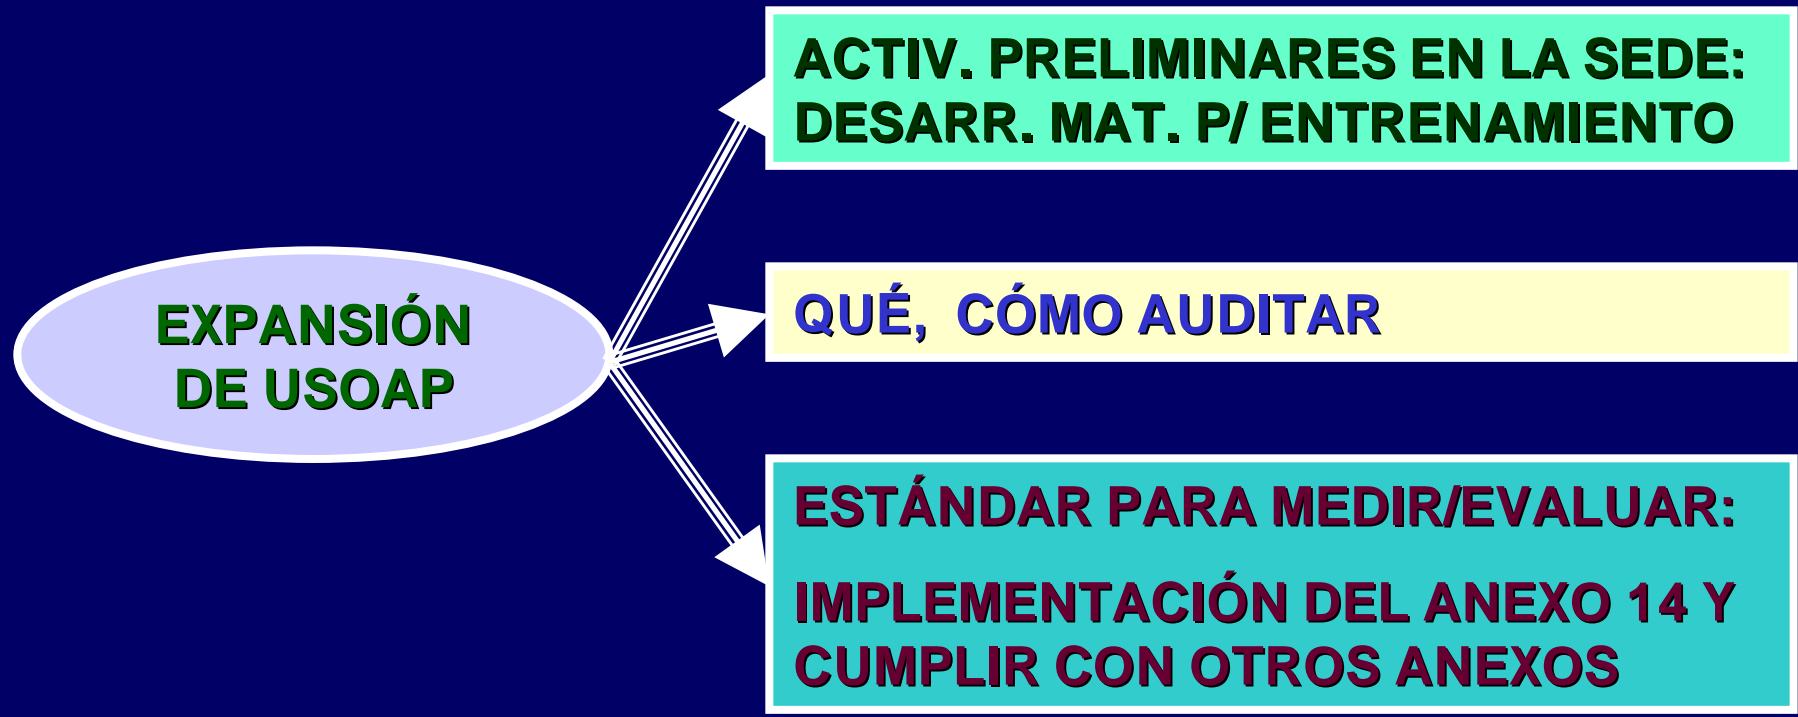 EXPANSIÓN
DE USOAP
ACTIV. PRELIMINARES EN LA SEDE:
DESARR. MAT. P/ ENTRENAMIENTO
QUÉ, CÓMO AUDITAR
ESTÁNDAR PARA MEDIR/EVALUAR:
IMPLEMENTACIÓN DEL ANEXO 14 Y
CUMPLIR CON OTROS ANEXOS